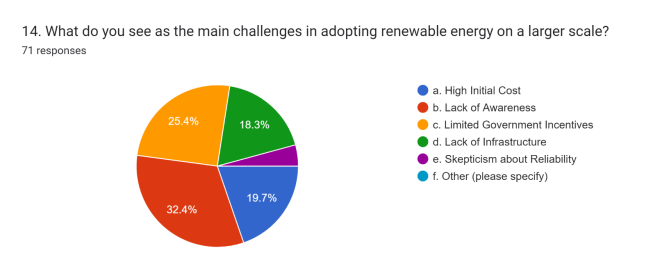 14. What do you see as the main challenges in adopting renewable energy on a larger scale?
71 responses
25.4%
18.3%
32.4%
19.7%
a. High Initial Cost
b. Lack of Awareness
c. Limited Government Incentives
d. Lack of Infrastructure
e. Skepticism about Reliability
f. Other (please specify)